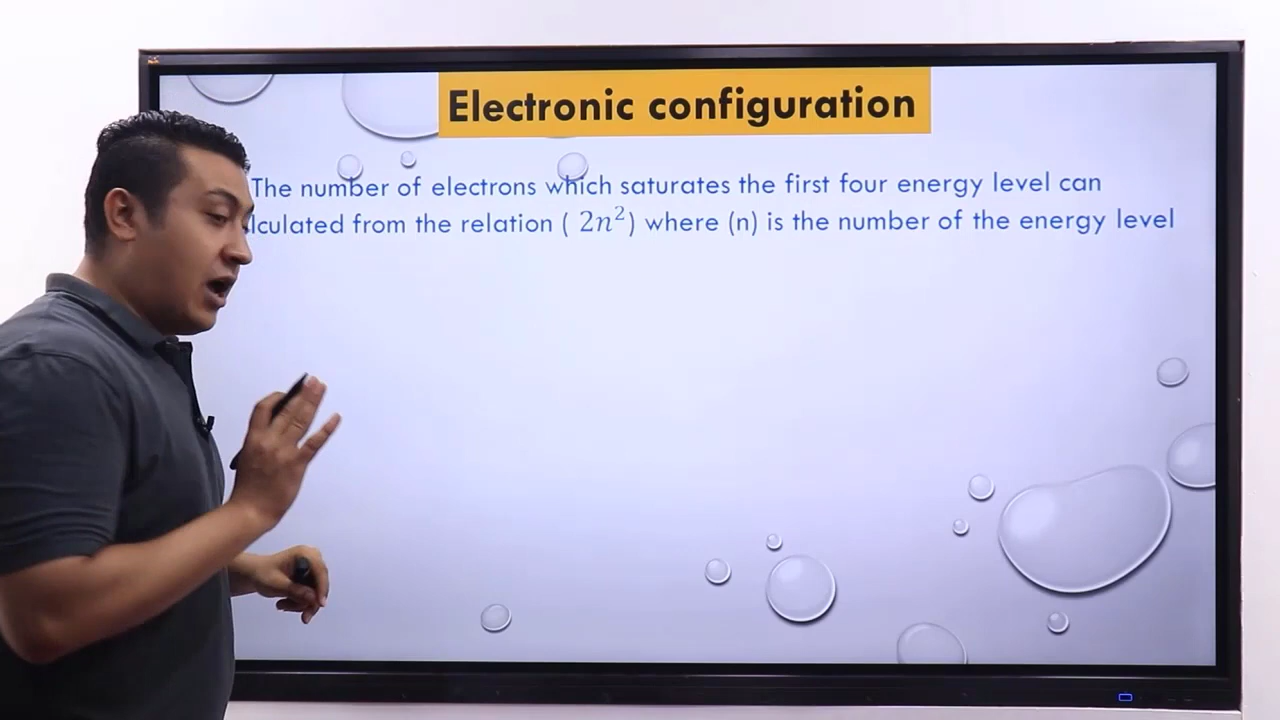 Electronic configuration
The number of electrons which saturates the first four energy level can
lculated from the relation ( 2n²) where (n) is the number of the energy level